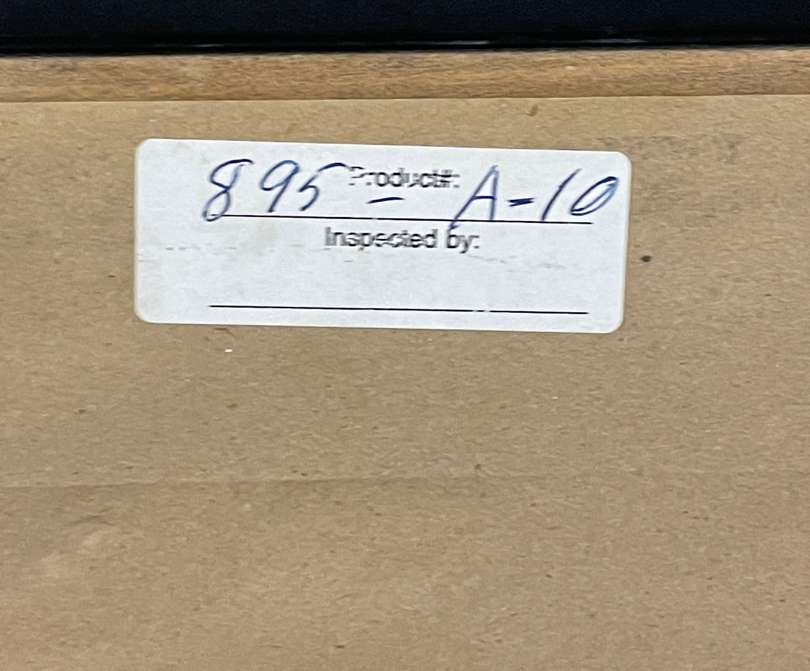 Product#:
895 - A-10
Inspected by: